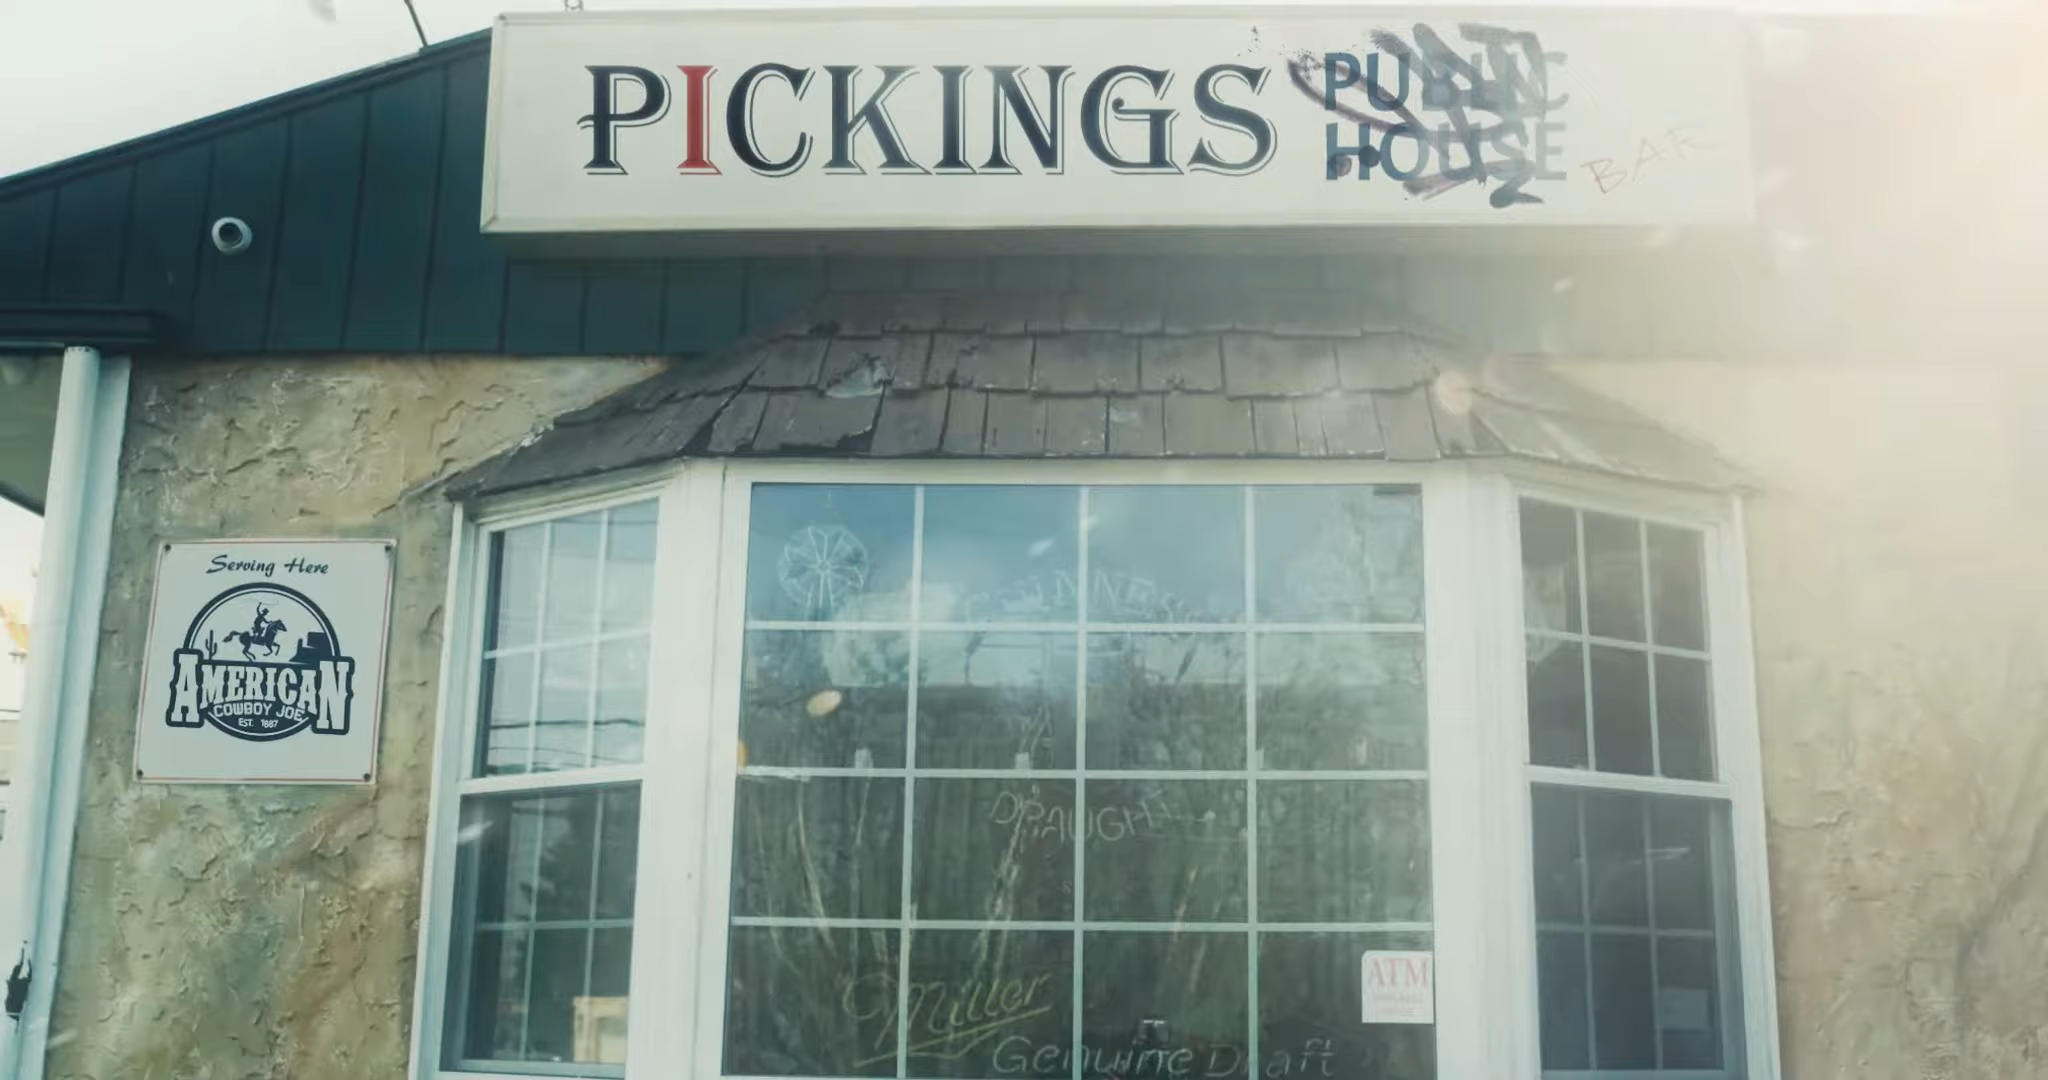 PICKINGS
PUBLIC
HOUSE
BAR
Serving Here
AMERICAN
COWBOY JOE
EST. 1887
DRAUGHT
Miller
Genuine Draft
ATM